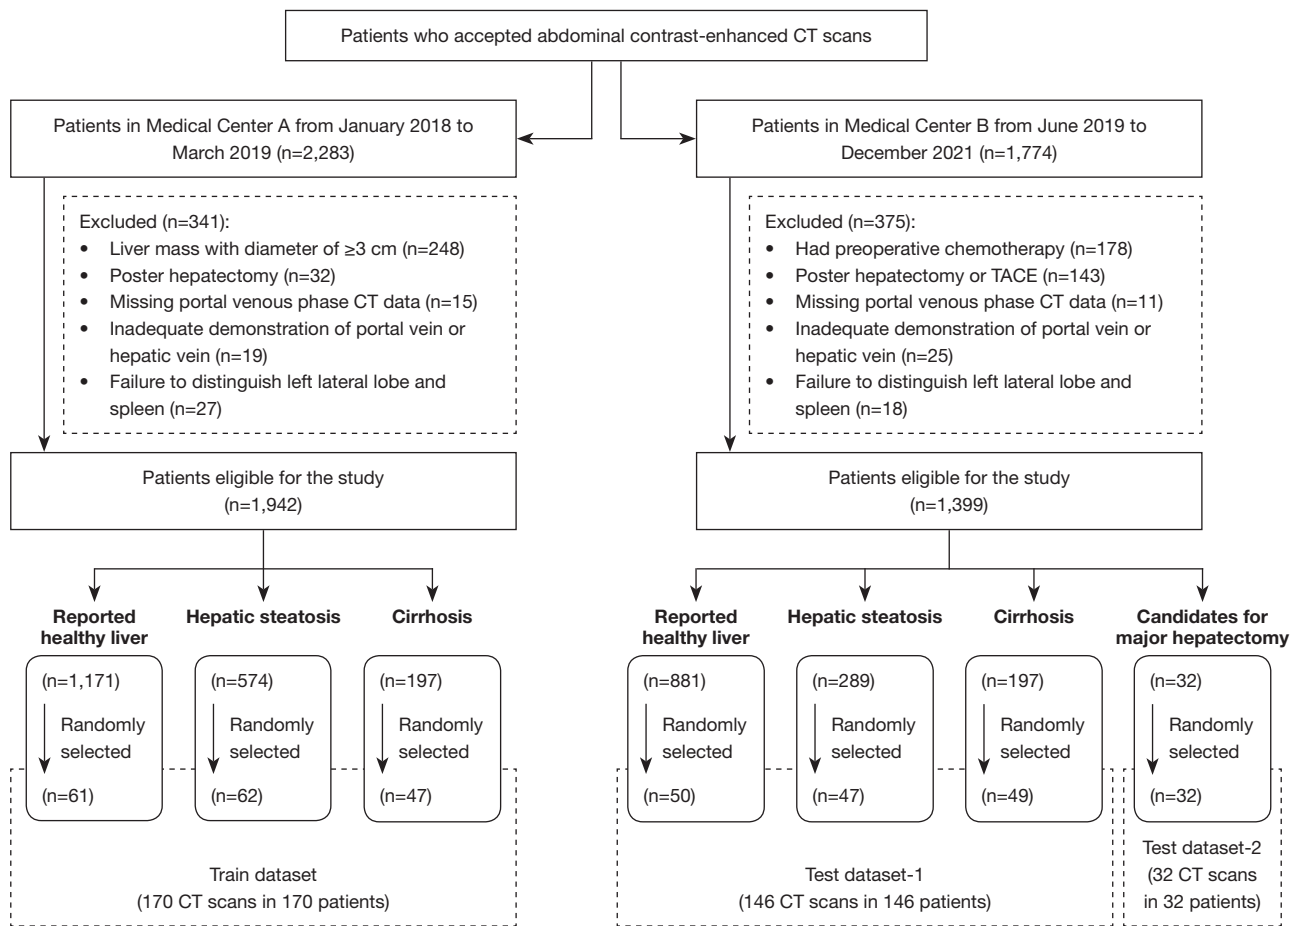 Patients who accepted abdominal contrast-enhanced CT scans
Patients in Medical Center A from January 2018 to
March 2019 (n=2,283)
Excluded (n=341):
• Liver mass with diameter of ≥3 cm (n=248)
• Poster hepatectomy (n=32)
• Missing portal venous phase CT data (n=15)
• Inadequate demonstration of portal vein or
hepatic vein (n=19)
• Failure to distinguish left lateral lobe and
spleen (n=27)
Patients eligible for the study
(n=1,942)
Reported
healthy liver
(n=1,171)
Randomly
selected
(n=61)
Hepatic steatosis
(n=574)
Randomly
selected
(n=62)
Cirrhosis
(n=197)
Randomly
selected
(n=47)
Train dataset
(170 CT scans in 170 patients)
Patients in Medical Center B from June 2019 to
December 2021 (n=1,774)
Excluded (n=375):
• Had preoperative chemotherapy (n=178)
• Poster hepatectomy or TACE (n=143)
• Missing portal venous phase CT data (n=11)
• Inadequate demonstration of portal vein or
hepatic vein (n=25)
• Failure to distinguish left lateral lobe and
spleen (n=18)
Patients eligible for the study
(n=1,399)
Reported
healthy liver
(n=881)
Randomly
selected
(n=50)
Hepatic steatosis
(n=289)
Randomly
selected
(n=47)
Cirrhosis
(n=197)
Randomly
selected
(n=49)
Test dataset-1
(146 CT scans in 146 patients)
Candidates for
major hepatectomy
(n=32)
Randomly
selected
(n=32)
Test dataset-2
(32 CT scans
in 32 patients)